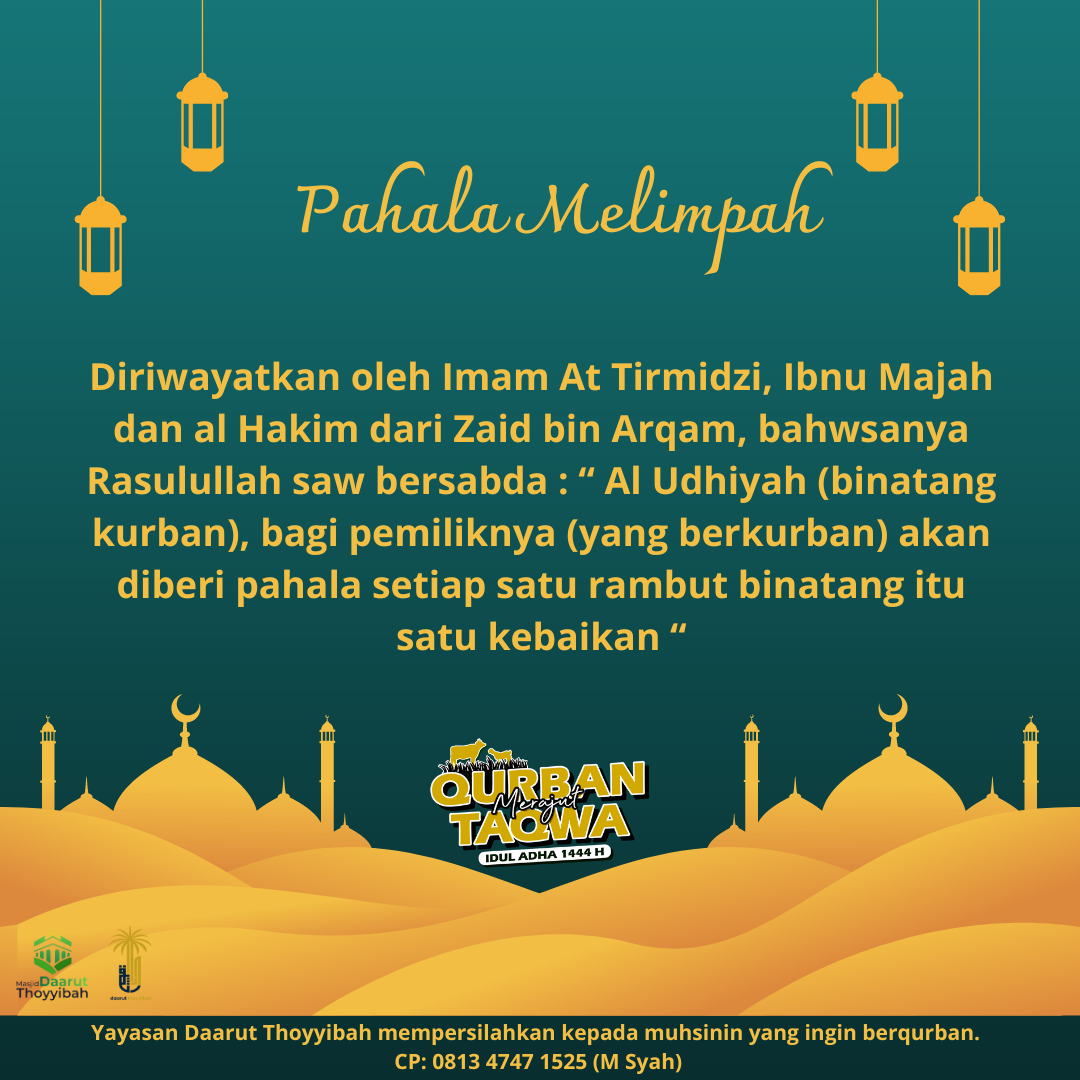 Pahala Melimpah
Diriwayatkan oleh Imam At Tirmidzi, Ibnu Majah
dan al Hakim dari Zaid bin Arqam, bahwsanya
Rasulullah saw bersabda : “ Al Udhiyah (binatang
kurban), bagi pemiliknya (yang berkurban) akan
diberi pahala setiap satu rambut binatang itu
satu kebaikan “
QURBAN
Merajut
TAQWA
IDUL ADHA 1444 H
Masjid Daarut
Thoyyibah
daarut thoyyibah
Yayasan Daarut Thoyyibah mempersilahkan kepada muhsinin yang ingin berqurban.
CP: 0813 4747 1525 (M Syah)